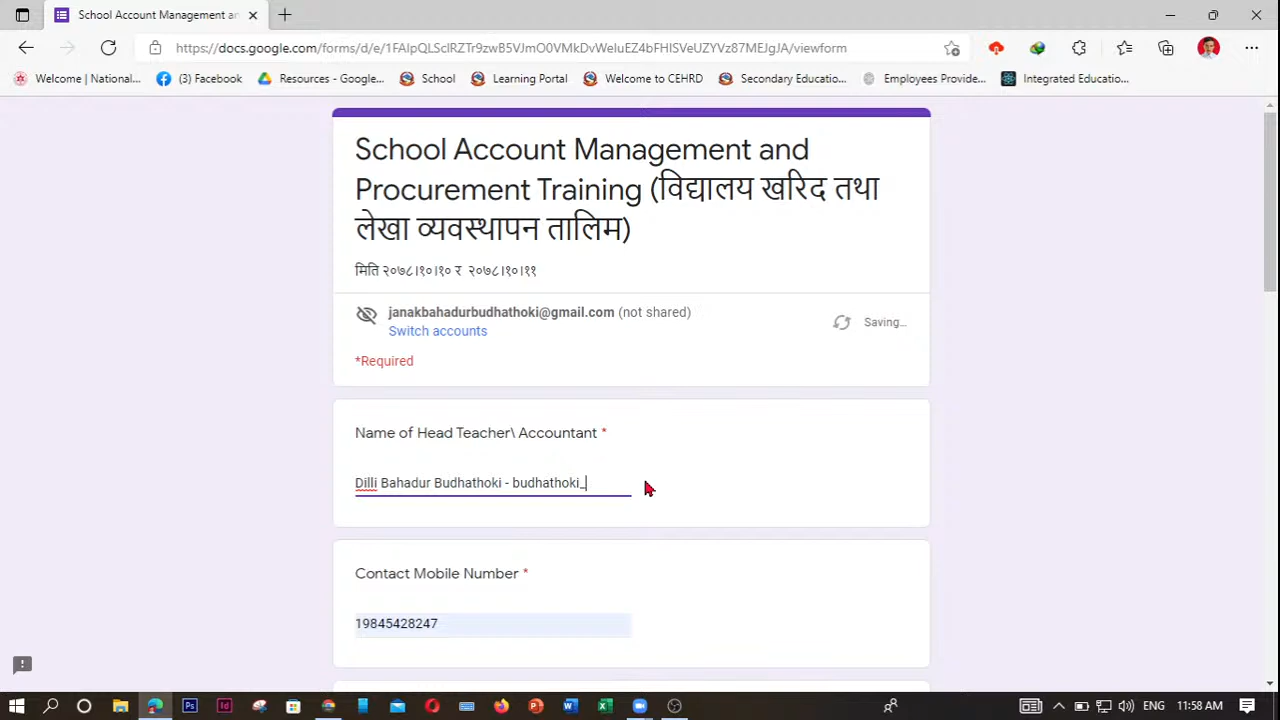 School Account Management ar
https://docs.google.com/forms/d/e/1FAIpQLSclRZTr9zwB0VJmO0VMkDvWeluEZ4bFHISVeUZYVz87MEJgJA/viewform
Welcome | National...
(3) Facebook
Resources - Google...
School
Learning Portal
Welcome to CEHRD
Secondary Educatio...
Employees Provide...
Integrated Educatio...
School Account Management and
Procurement Training (विद्यालय खरिद तथा
लेखा व्यवस्थापन तालिम)
मिति २०७८।१०।१० र २०७८।१०।११
janakbahadurbudhathoki@gmail.com (not shared)
Switch accounts
Saving...
*Required
Name of Head Teacher\ Accountant *
Dilli Bahadur Budhathoki - budhathoki_
Contact Mobile Number *
19845428247
ENG
11:58 AM